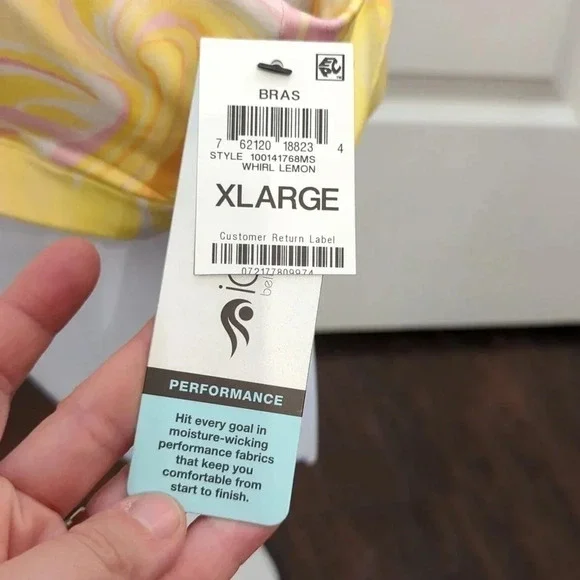 BRAS
7 62120 18823 4
STYLE 100141768MS
WHIRL LEMON
XLARGE
Customer Return Label
072177809974
PERFORMANCE
Hit every goal in
moisture-wicking
performance fabrics
that keep you
comfortable from
start to finish.